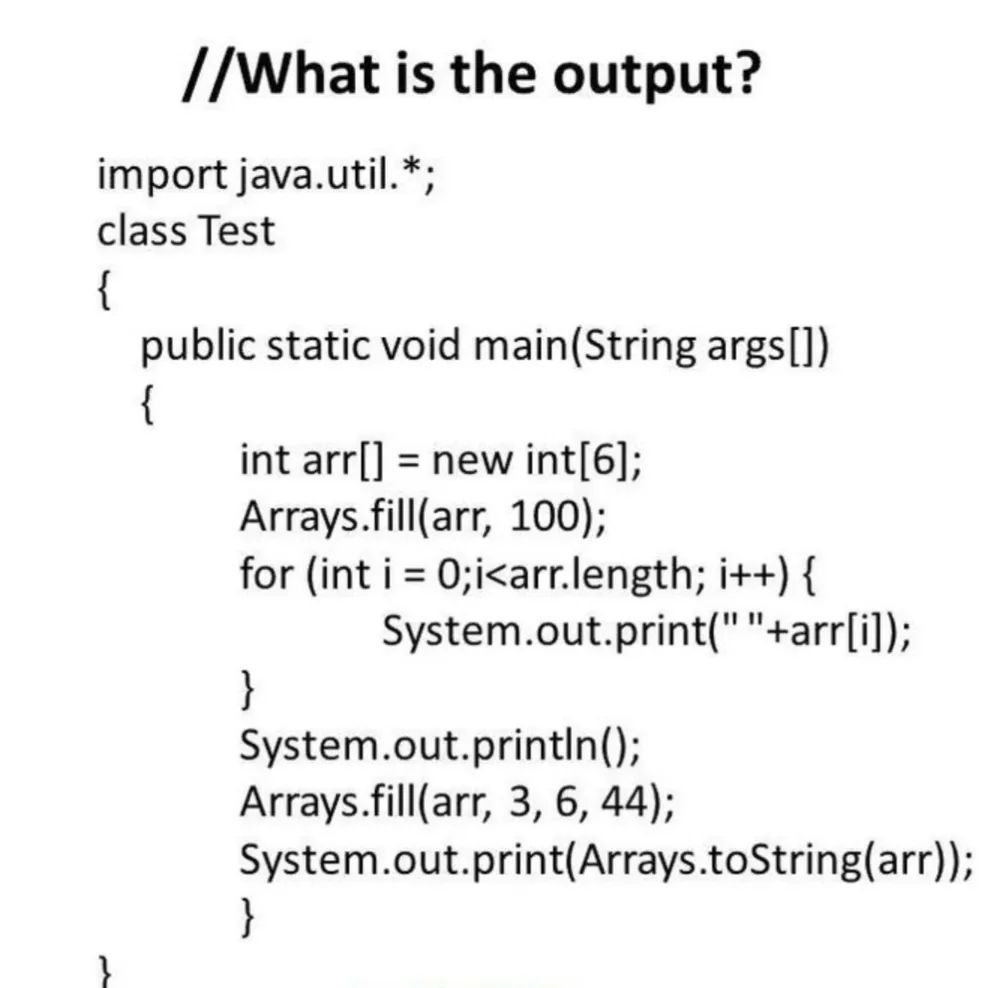 //What is the output?
import java.util.*;
class Test
{
public static void main(String args[])
{
int arr[] = new int[6];
Arrays.fill(arr, 100);
for (int i = 0;i<arr.length; i++) {
System.out.print(" "+arr[i]);
}
System.out.println();
Arrays.fill(arr, 3, 6, 44);
System.out.print(Arrays.toString(arr));
}
}